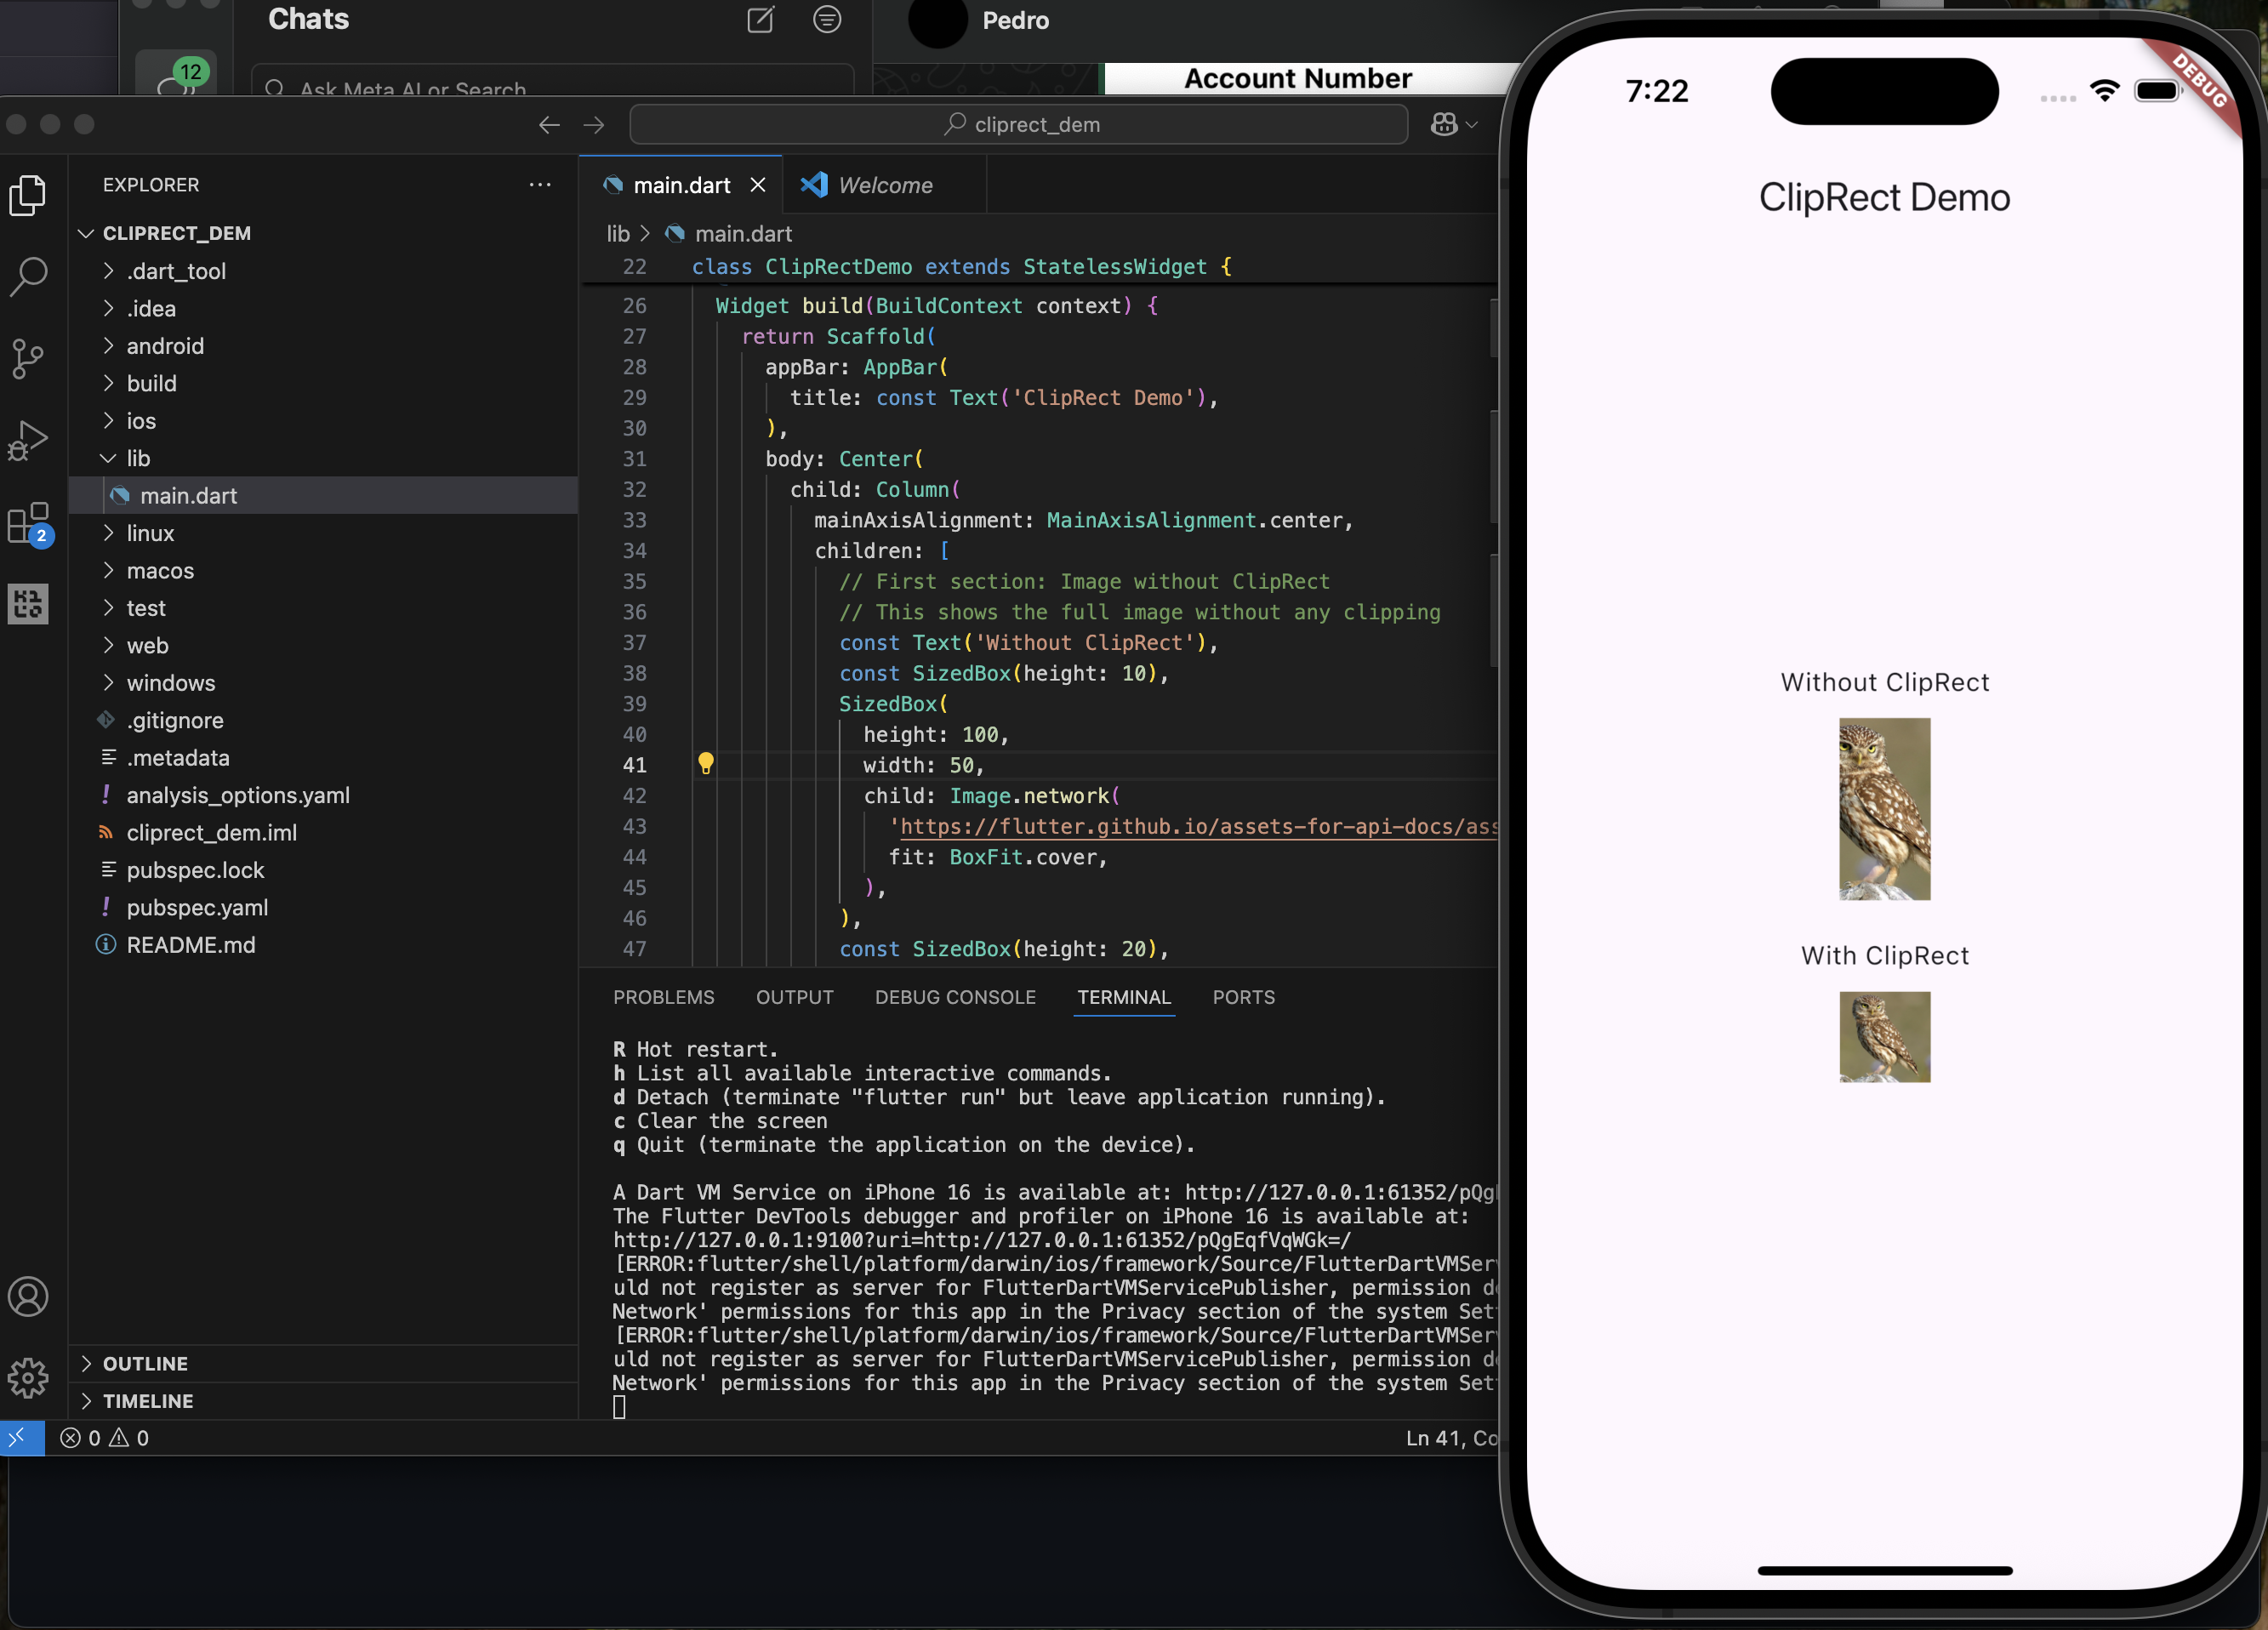 Chats
Pedro
12
Ask Meta AI or Search
Account Number
cliprect_dem
EXPLORER
CLIPRECT_DEM
.dart_tool
.idea
android
build
ios
lib
main.dart
linux
macos
test
web
windows
.gitignore
.metadata
analysis_options.yaml
cliprect_dem.iml
pubspec.lock
pubspec.yaml
README.md
2
OUTLINE
TIMELINE
0 0
main.dart
Welcome
lib > main.dart
22 class ClipRectDemo extends StatelessWidget {
26 Widget build(BuildContext context) {
27 return Scaffold(
28 appBar: AppBar(
29 title: const Text('ClipRect Demo'),
30 ),
31 body: Center(
32 child: Column(
33 mainAxisAlignment: MainAxisAlignment.center,
34 children: [
35 // First section: Image without ClipRect
36 // This shows the full image without any clipping
37 const Text('Without ClipRect'),
38 const SizedBox(height: 10),
39 SizedBox(
40 height: 100,
41 width: 50,
42 child: Image.network(
43 'https://flutter.github.io/assets-for-api-docs/ass
44 fit: BoxFit.cover,
45 ),
46 ),
47 const SizedBox(height: 20),
PROBLEMS OUTPUT DEBUG CONSOLE TERMINAL PORTS
R Hot restart.
h List all available interactive commands.
d Detach (terminate "flutter run" but leave application running).
c Clear the screen
q Quit (terminate the application on the device).
A Dart VM Service on iPhone 16 is available at: http://127.0.0.1:61352/pQg
The Flutter DevTools debugger and profiler on iPhone 16 is available at:
http://127.0.0.1:9100?uri=http://127.0.0.1:61352/pQgEqfVqWGk=/
[ERROR:flutter/shell/platform/darwin/ios/framework/Source/FlutterDartVMSer
uld not register as server for FlutterDartVMServicePublisher, permission d
Network' permissions for this app in the Privacy section of the system Set
[ERROR:flutter/shell/platform/darwin/ios/framework/Source/FlutterDartVMSer
uld not register as server for FlutterDartVMServicePublisher, permission d
Network' permissions for this app in the Privacy section of the system Set
Ln 41, Co
7:22
DEBUG
ClipRect Demo
Without ClipRect
With ClipRect